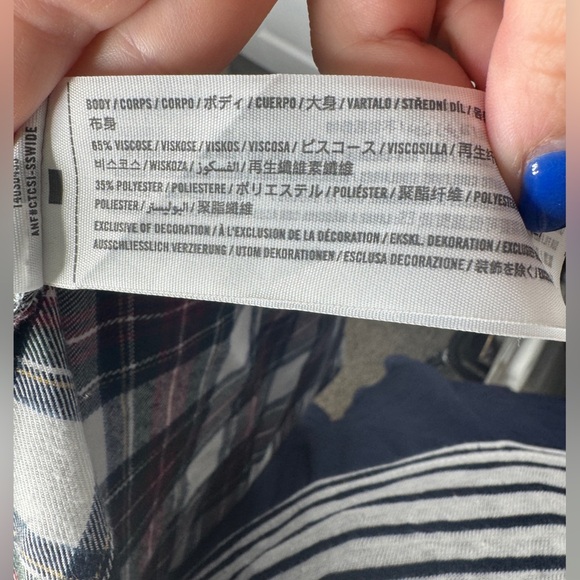 BODY / CORPS / CORPO / ボディ / CUERPO / 大身 / VARTALO / STŘEDNÍ DÍL /
布身
65% VISCOSE / VISKOSE / VISKOS / VISCOSA / ビスコース / VISCOSILLA / 再生
비스코스 / WISKOZA / الفسكوز / 再生纖維素纖維
35% POLYESTER / POLIESTERE / ポリエステル / POLIÉSTER / 聚酯纤维 / POLYESTE
POLIESTER / البوليستر / 聚酯纖維
EXCLUSIVE OF DECORATION / À L'EXCLUSION DE LA DÉCORATION / EKSKL. DEKORATION / EXCLUS
AUSSCHLIESSLICH VERZIERUNG / UTOM DEKORATIONEN / ESCLUSA DECORAZIONE / 装飾を除く /
ANF#CTCSI-SSWIDE